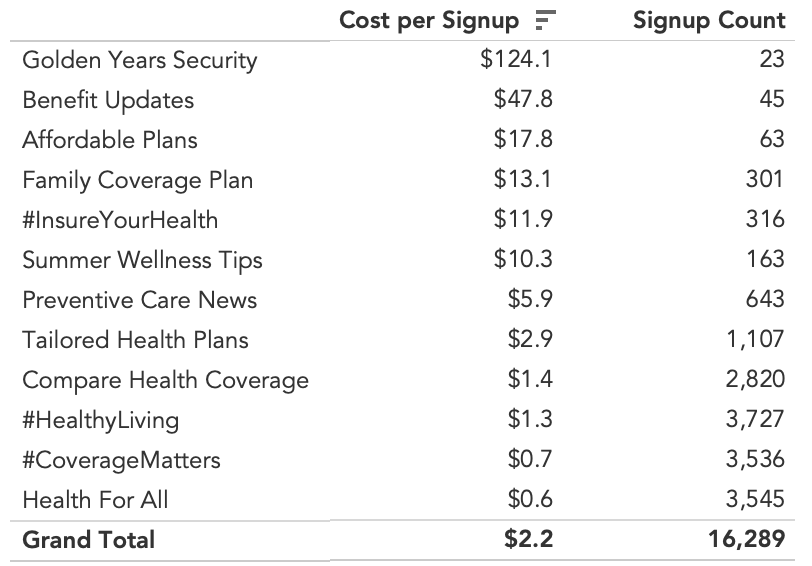 Cost per Signup Signup Count
Golden Years Security $124.1 23
Benefit Updates $47.8 45
Affordable Plans $17.8 63
Family Coverage Plan $13.1 301
#InsureYourHealth $11.9 316
Summer Wellness Tips $10.3 163
Preventive Care News $5.9 643
Tailored Health Plans $2.9 1,107
Compare Health Coverage $1.4 2,820
#HealthyLiving $1.3 3,727
#CoverageMatters $0.7 3,536
Health For All $0.6 3,545
Grand Total $2.2 16,289